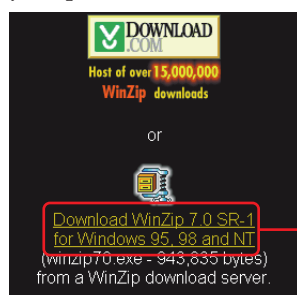 DOWNLOAD
.COM
Host of over 15,000,000
WinZip downloads
or
Download WinZip 7.0 SR-1
for Windows 95, 98 and NT
(winzip70.exe - 943,835 bytes)
from a WinZip download server.